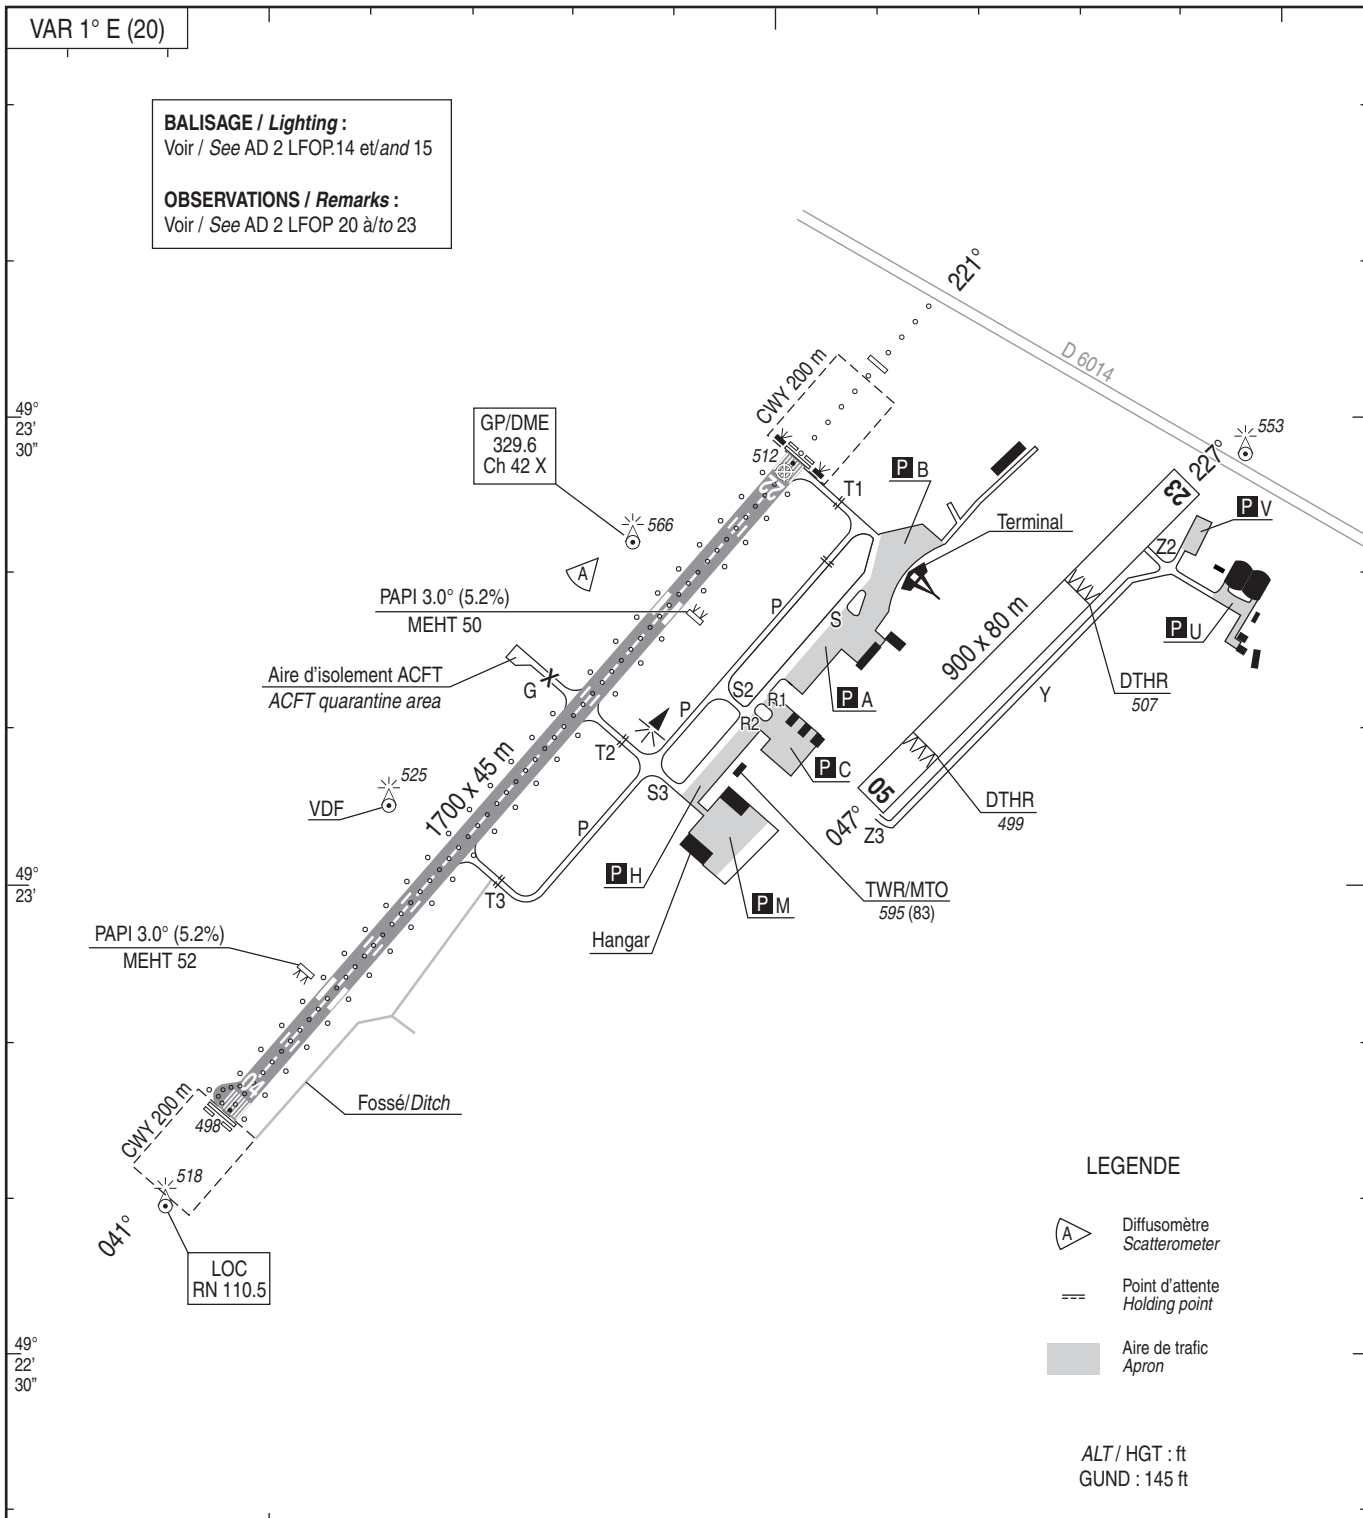 VAR 1° E (20)
BALISAGE / Lighting :
Voir / See AD 2 LFOP.14 et/and 15
OBSERVATIONS / Remarks :
Voir / See AD 2 LFOP 20 à/to 23
221°
D 6014
CWY 200 m
49°
23'
30"
GP/DME
329.6
Ch 42 X
512
22
553
227°
P B
T1
23
P V
566
Terminal
Z2
A
PAPI 3.0° (5.2%)
MEHT 50
P
S
900 x 80 m
P U
Aire d'isolement ACFT
ACFT quarantine area
G
S2
R1
P A
Y
DTHR
507
P
R2
T2
P C
525
VDF
1700 x 45 m
S3
05
DTHR
499
047°
Z3
P
49°
23'
P H
T3
P M
TWR/MTO
595 (83)
PAPI 3.0° (5.2%)
MEHT 52
Hangar
04
Fossé/Ditch
CWY 200 m
498
518
041°
LOC
RN 110.5
LEGENDE
A
Diffusomètre
Scatterometer
Point d'attente
Holding point
Aire de trafic
Apron
49°
22'
30"
ALT / HGT : ft
GUND : 145 ft